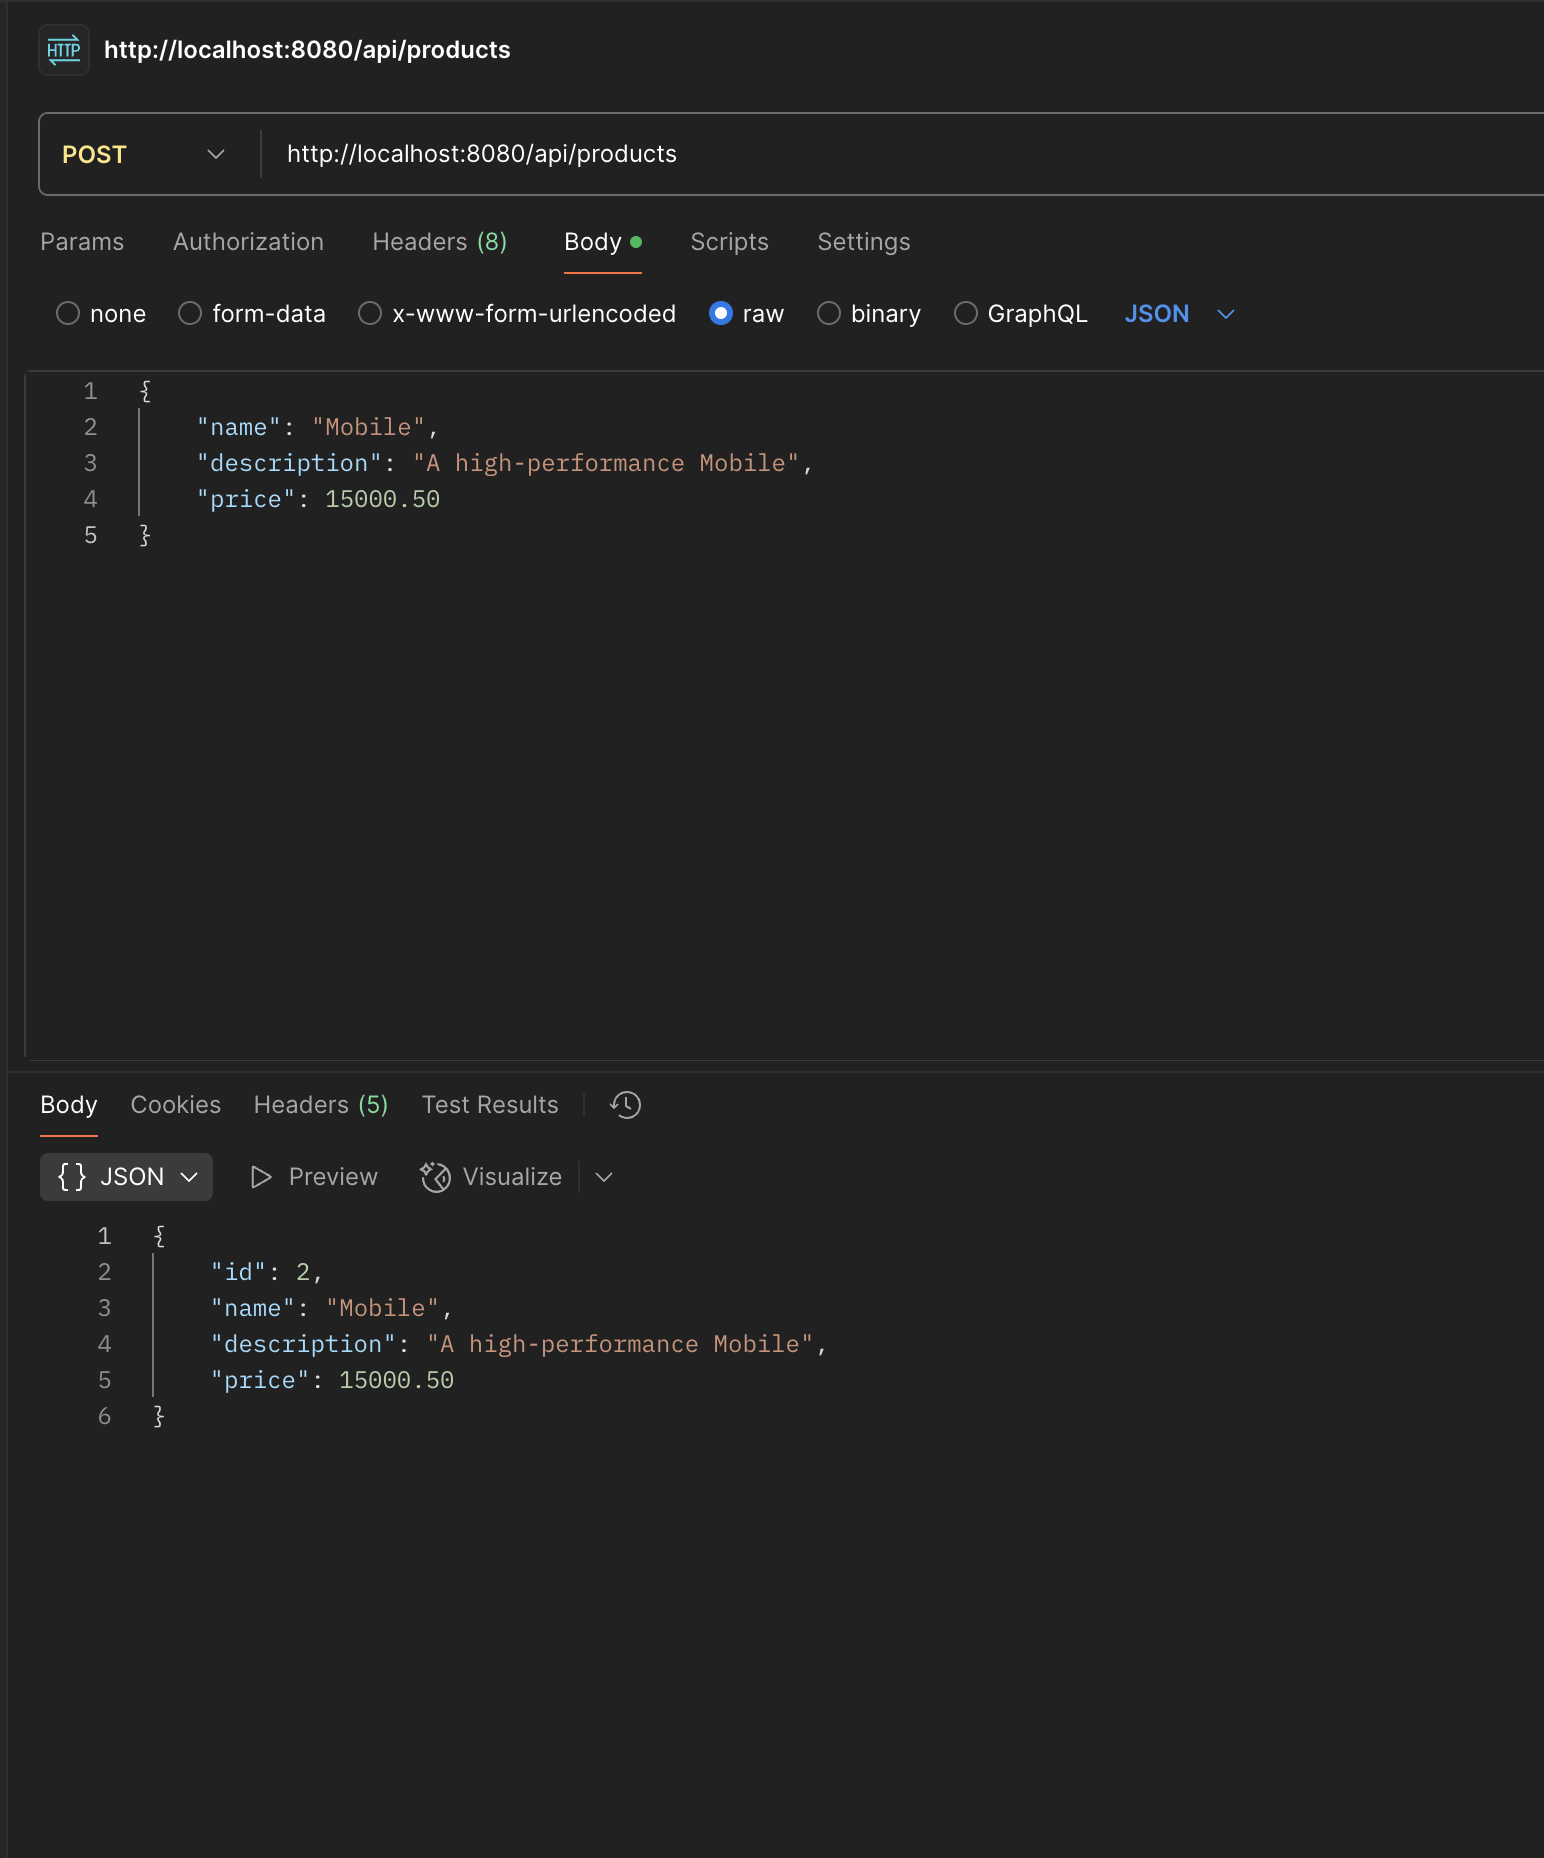 HTTP http://localhost:8080/api/products
POST http://localhost:8080/api/products
Params Authorization Headers (8) Body Scripts Settings
none form-data x-www-form-urlencoded raw binary GraphQL JSON
1 {
2 "name": "Mobile",
3 "description": "A high-performance Mobile",
4 "price": 15000.50
5 }
Body Cookies Headers (5) Test Results
{} JSON Preview Visualize
1 {
2 "id": 2,
3 "name": "Mobile",
4 "description": "A high-performance Mobile",
5 "price": 15000.50
6 }